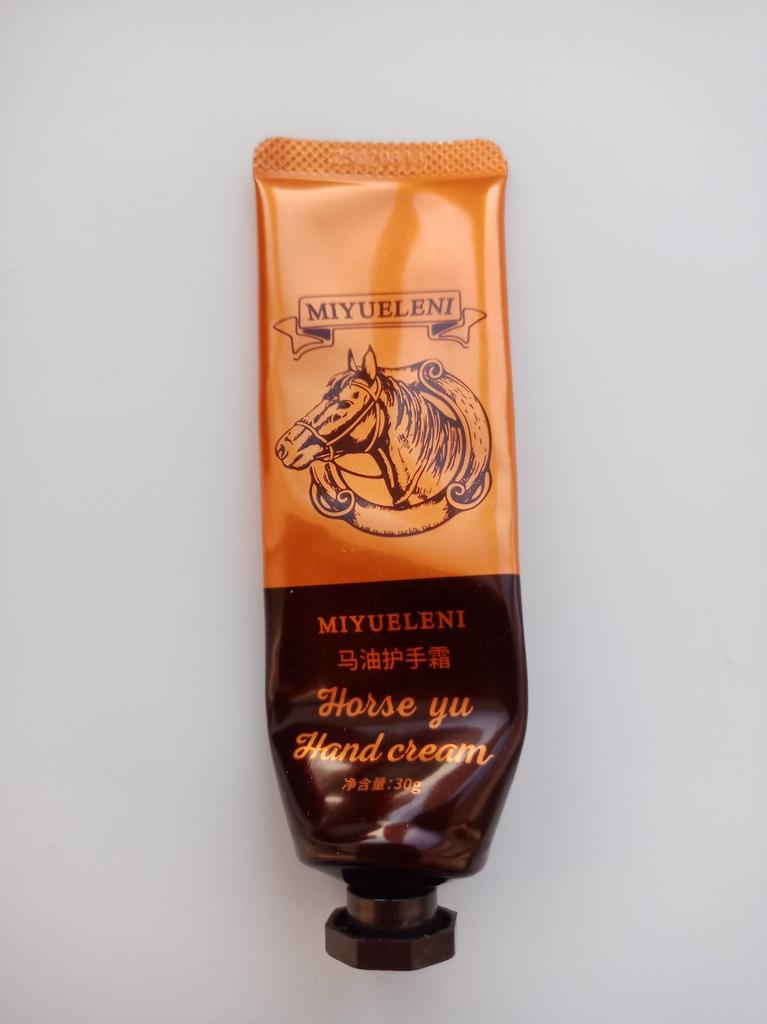 MIYUELENI
MIYUELENI
马油护手霜
Horse yu
Hand cream
净含量:30g